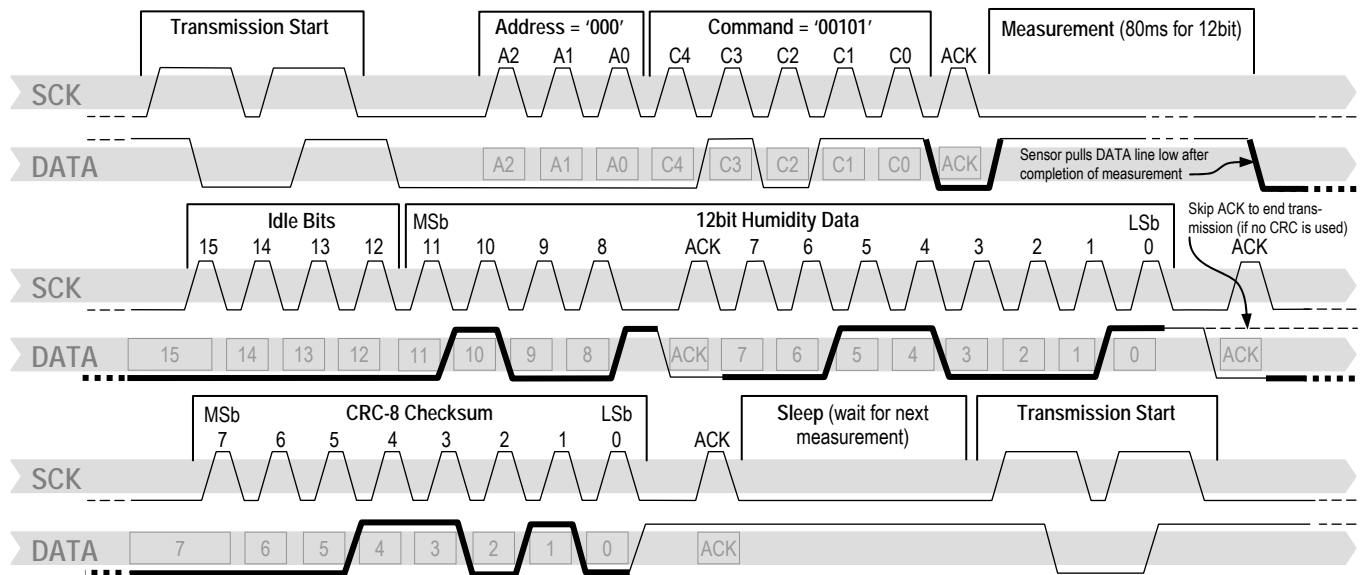 Transmission Start Address = '000' Command = '00101' Measurement (80ms for 12bit)
A2 A1 A0 C4 C3 C2 C1 C0 ACK
SCK
DATA A2 A1 A0 C4 C3 C2 C1 C0 ACK
Sensor pulls DATA line low after
completion of measurement
Skip ACK to end trans-
mission (if no CRC is used)
Idle Bits MSb 12bit Humidity Data LSb
15 14 13 12 11 10 9 8 ACK 7 6 5 4 3 2 1 0 ACK
SCK
DATA 15 14 13 12 11 10 9 8 ACK 7 6 5 4 3 2 1 0 ACK
MSb CRC-8 Checksum LSb Sleep (wait for next
measurement) Transmission Start
7 6 5 4 3 2 1 0 ACK
SCK
DATA 7 6 5 4 3 2 1 0 ACK